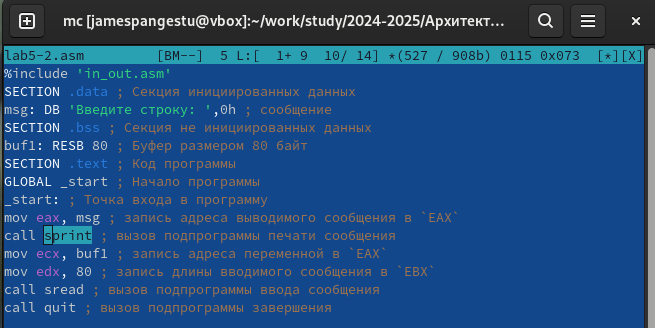 mc [jamespangestu@vbox]:~/work/study/2024-2025/Архитект...
lab5-2.asm [BM--] 5 L:[ 1+ 9 10/ 14] *(527 / 908b) 0115 0x073 [*][X]
%include 'in_out.asm'
SECTION .data ; Секция инициированных данных
msg: DB 'Введите строку: ',0h ; сообщение
SECTION .bss ; Секция не инициированных данных
buf1: RESB 80 ; Буфер размером 80 байт
SECTION .text ; Код программы
GLOBAL _start ; Начало программы
_start: ; Точка входа в программу
mov eax, msg ; запись адреса выводимого сообщения в `EAX`
call sprint ; вызов подпрограммы печати сообщения
mov ecx, buf1 ; запись адреса переменной в `EAX`
mov edx, 80 ; запись длины вводимого сообщения в `EBX`
call sread ; вызов подпрограммы ввода сообщения
call quit ; вызов подпрограммы завершения